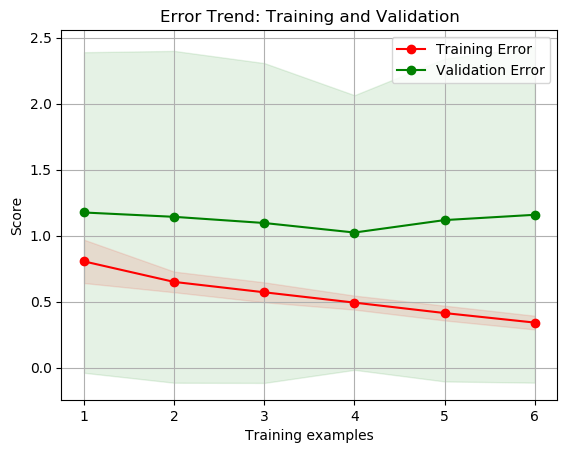 Error Trend: Training and Validation
2.5
2.0
1.5
1.0
0.5
0.0
Score
Training Error
Validation Error
1 2 3 4 5 6
Training examples